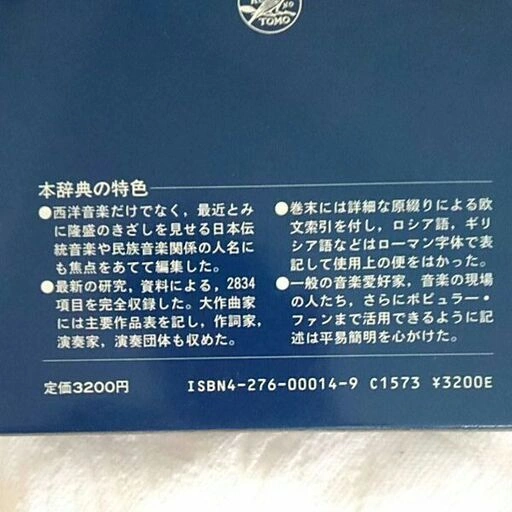 TOMO
本辞典の特色
●西洋音楽だけでなく，最近とみ
に隆盛のきざしを見せる日本伝
統音楽や民族音楽関係の人名に
も焦点をあてて編集した。
●最新の研究，資料による，2834
項目を完全収録した。大作曲家
には主要作品表を記し，作詞家，
演奏家，演奏団体も収めた。
●巻末には詳細な原綴りによる欧
文索引を付し，ロシア語，ギリ
シア語などはローマン字体で表
記して使用上の便をはかった。
●一般の音楽愛好家，音楽の現場
の人たち，さらにポピュラー・
ファンまで活用できるように記
述は平易簡明を心がけた。
定価3200円
ISBN4-276-00014-9 C1573 ¥3200E